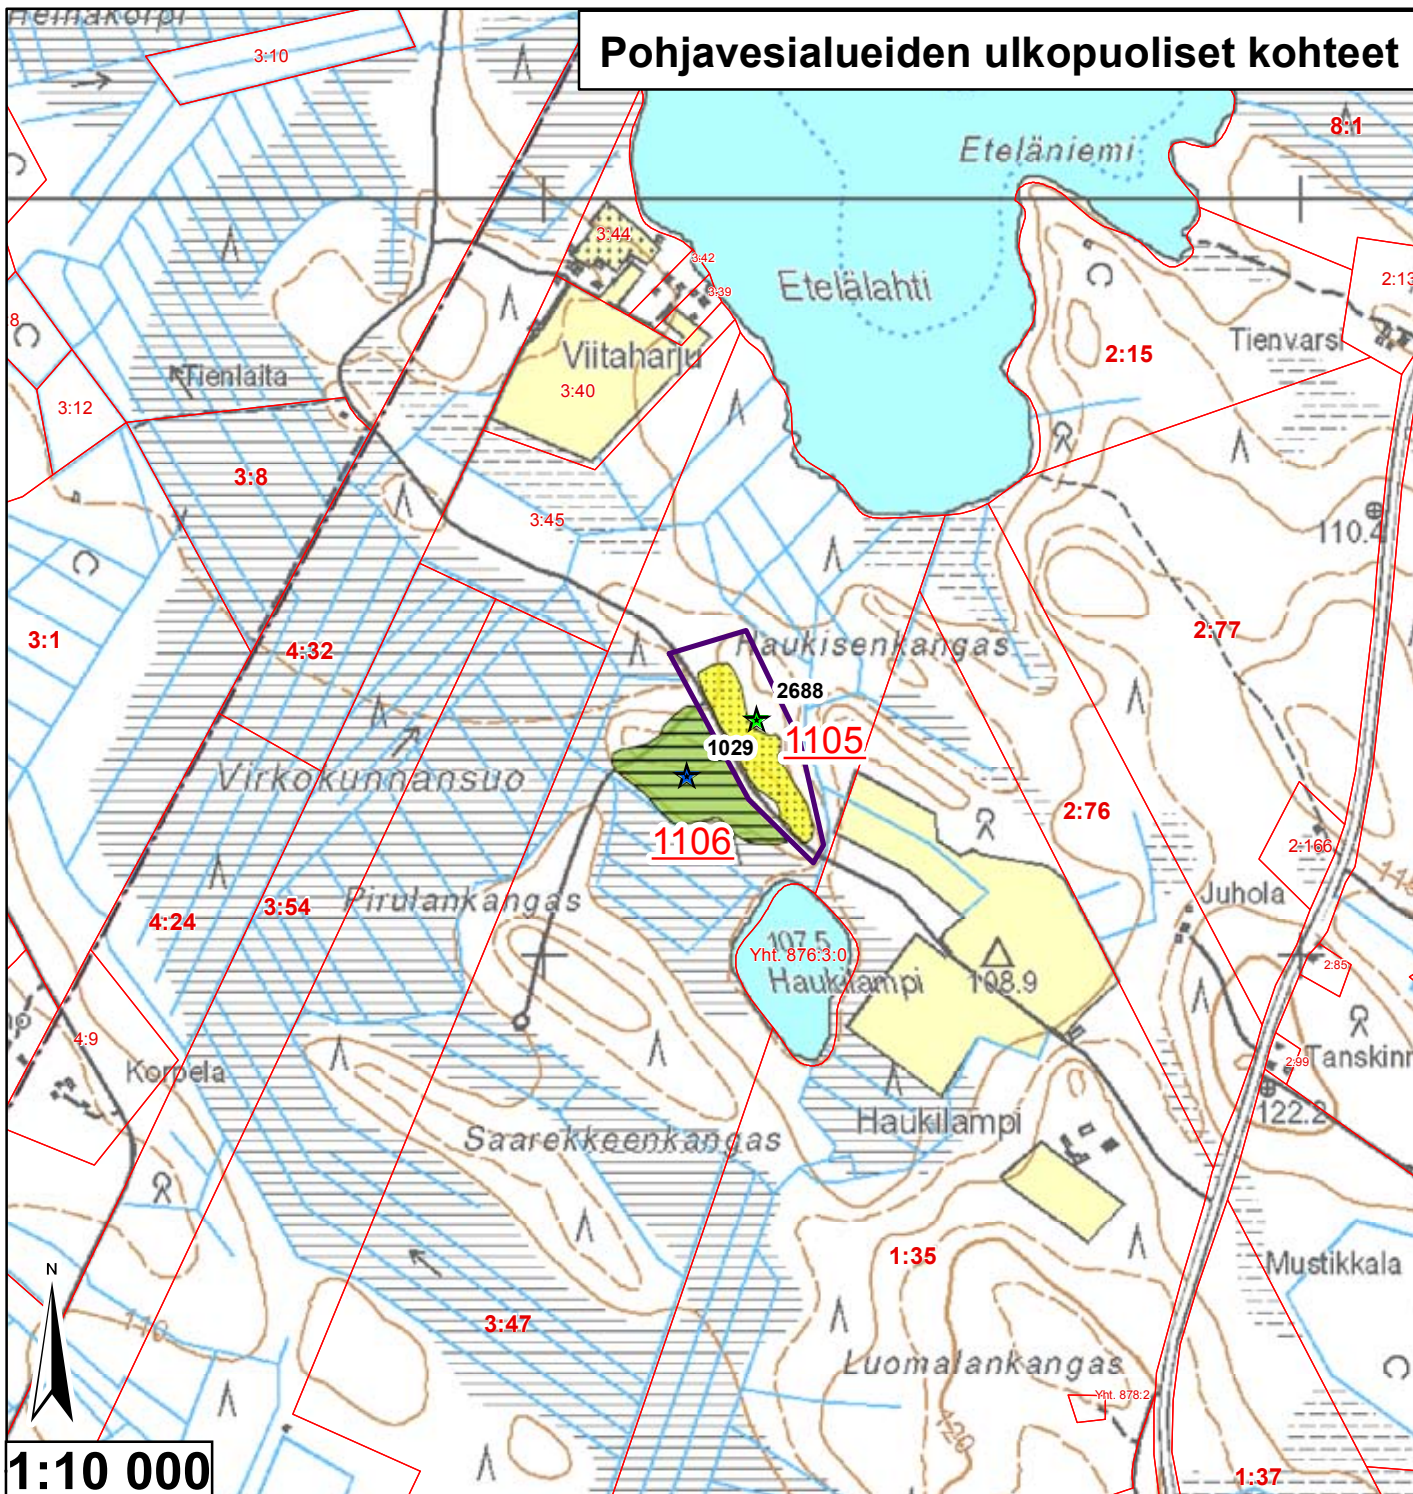 Heinäkorpi
Pohjavesialueiden ulkopuoliset kohteet
3:10
8:1
Eteläniemi
3:44
3:42
3:39
Etelälahti
2:13
8
Viitaharju
Tienvarsi
2:15
Tienlaita
3:40
3:12
3:8
3:45
110.4
3:1
4:32
2:77
Haukisenkangas
2688
1029
1105
Virkokunnansuo
2:76
1106
2:166
115
Juhola
Pirulankangas
3:54
4:24
107.5
Yht. 876:3:0
Haukilampi
108.9
2:85
4:9
Korpela
2:99
Tanskinn
122.2
Haukilampi
Saarekkeenkangas
1:35
Mustikkala
N
110
3:47
Luomalankangas
Yht. 878:2
120
1:10 000
1:37